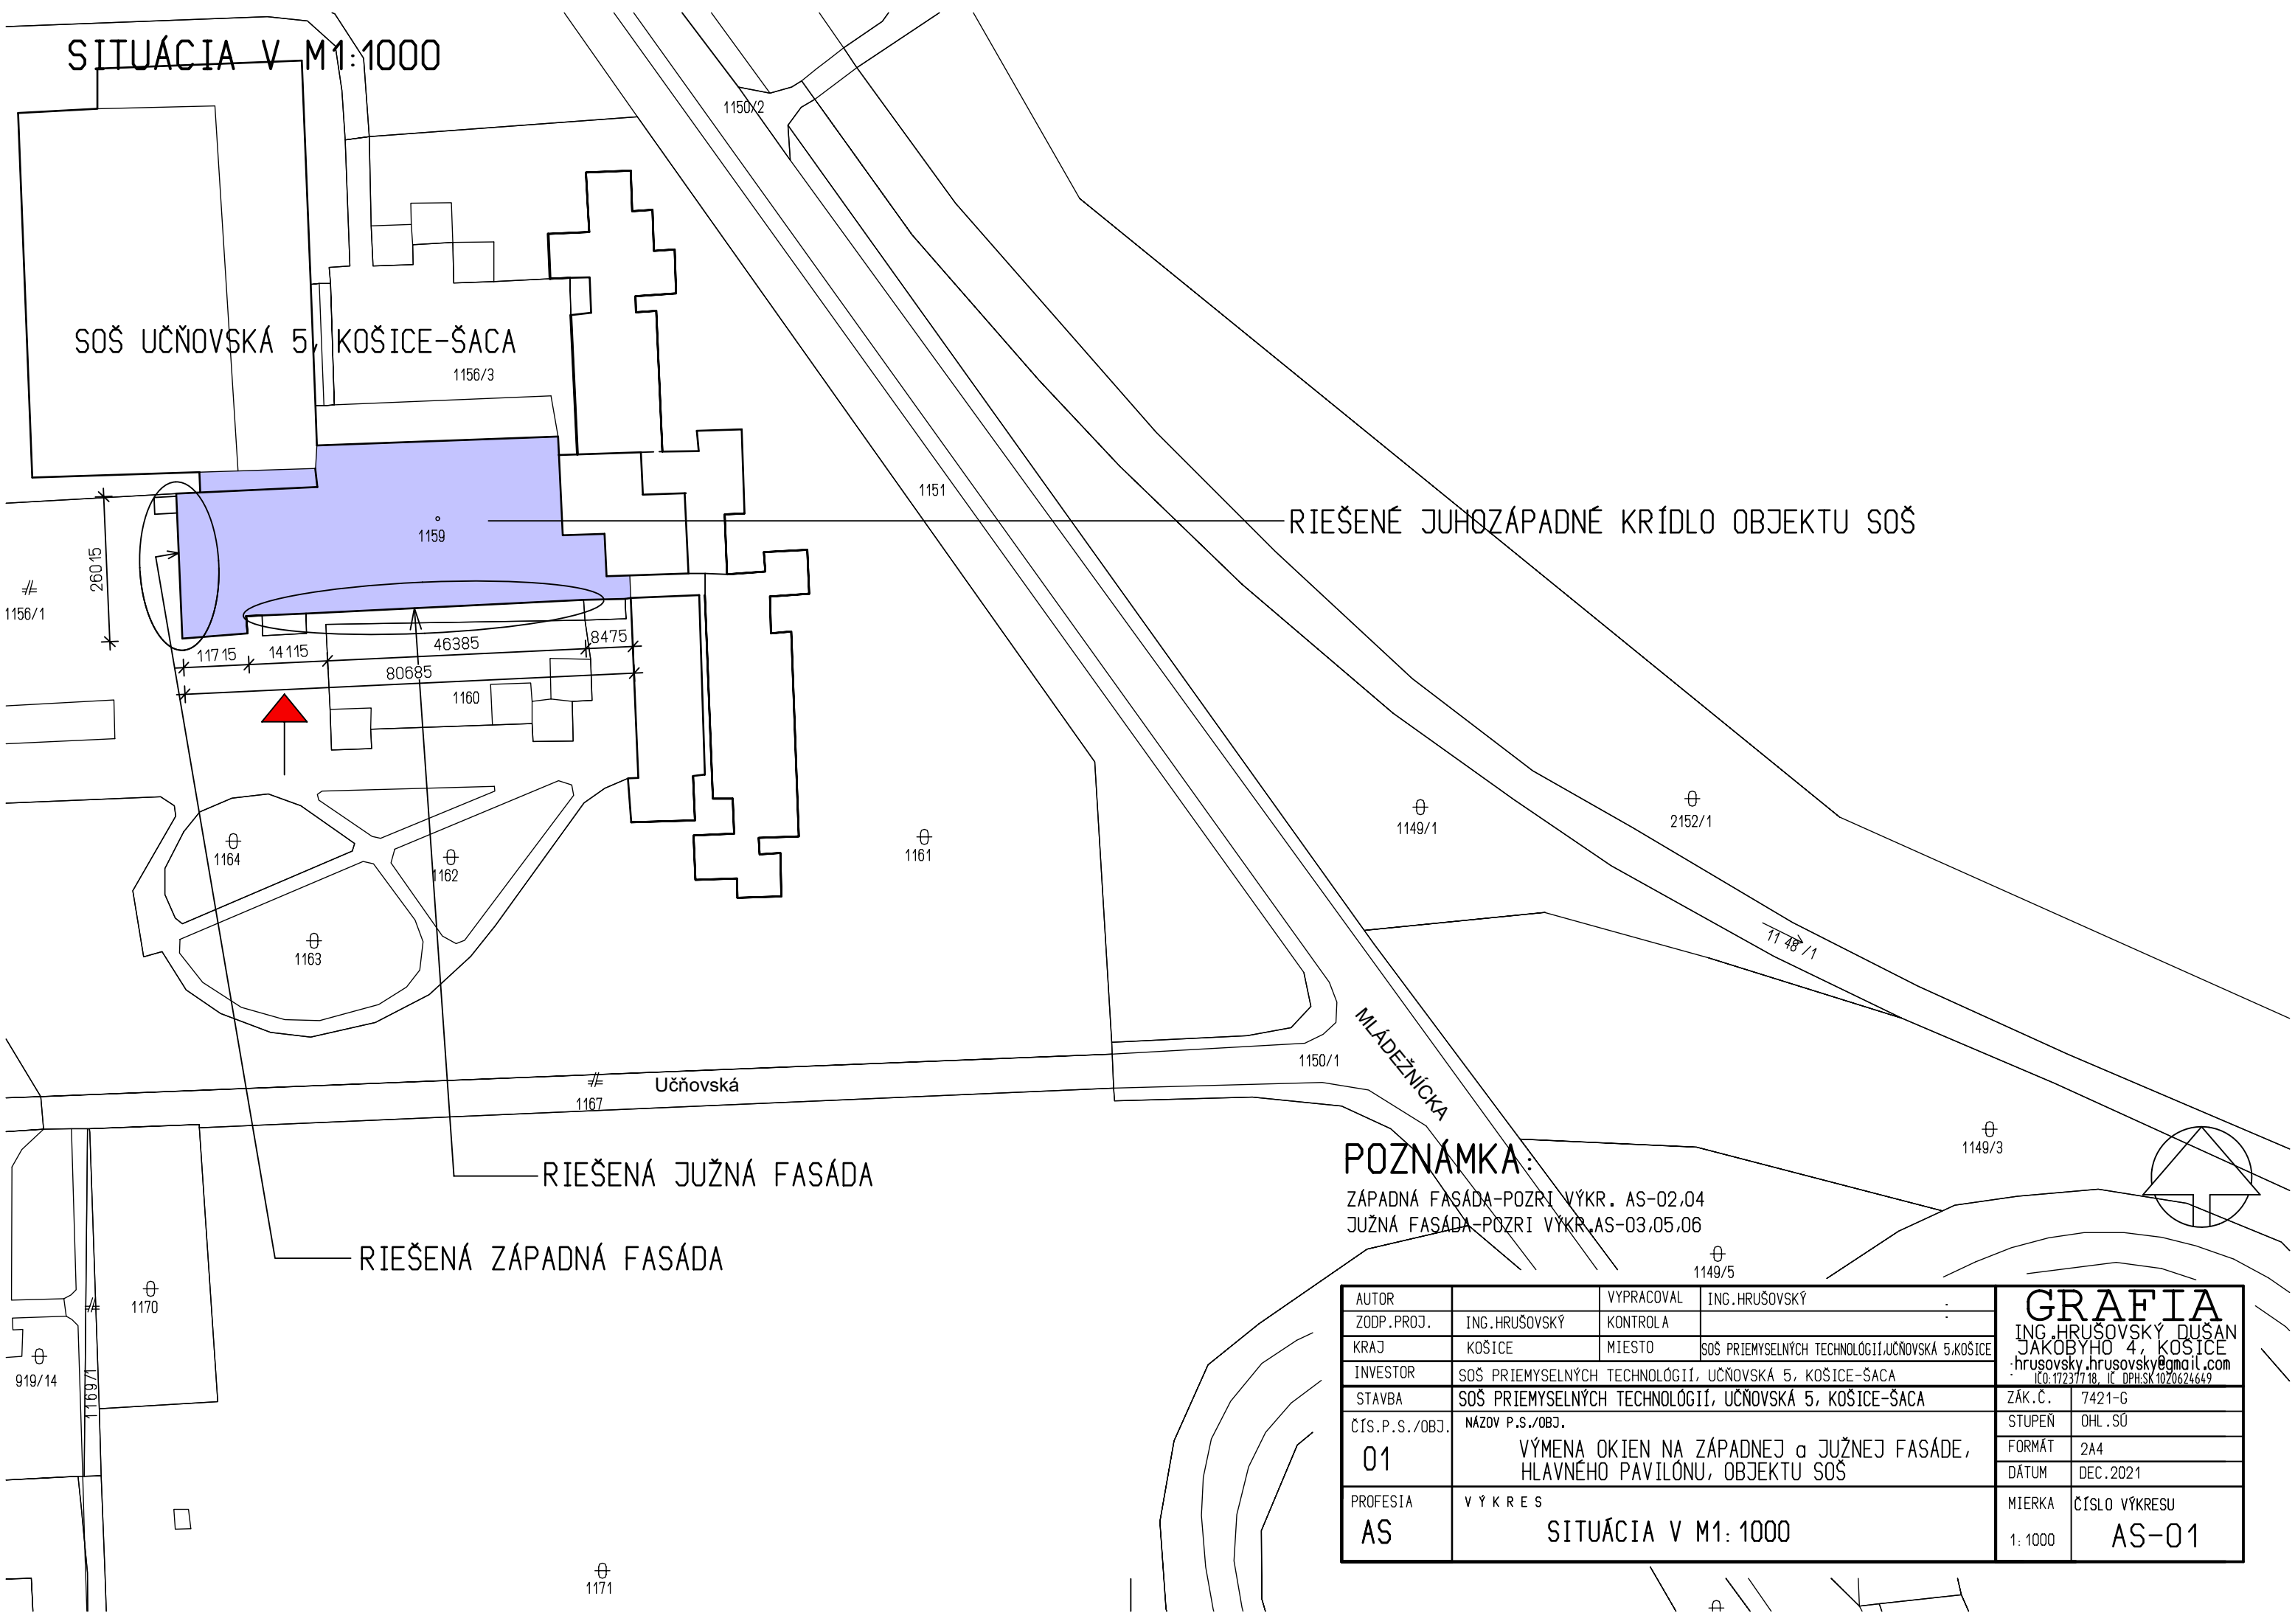 SITUÁCIA V M1:1000
1150/2
SOŠ UČŇOVSKÁ 5, KOŠICE-ŠACA
1156/3
1151
RIEŠENÉ JUHOZÁPADNÉ KRÍDLO OBJEKTU SOŠ
1159
26015
1156/1
11715
14115
46385
8475
80685
1160
1164
1162
1161
1149/1
2152/1
1163
1148/1
MLÁDEŽNÍCKA
1150/1
Učňovská
1167
1149/3
RIEŠENÁ JUŽNÁ FASÁDA
RIEŠENÁ ZÁPADNÁ FASÁDA
POZNÁMKA:
ZÁPADNÁ FASÁDA-POZRI VÝKR. AS-02,04
JUŽNÁ FASÁDA-POZRI VÝKR.AS-03,05,06
1149/5
1170
919/14
1169/1
1171
AUTOR VYPRACOVAL ING.HRUŠOVSKÝ
ZODP.PROJ. ING.HRUŠOVSKÝ KONTROLA
KRAJ KOŠICE MIESTO SOŠ PRIEMYSELNÝCH TECHNOLÓGIÍ,UČŇOVSKÁ 5,KOŠICE
INVESTOR SOŠ PRIEMYSELNÝCH TECHNOLÓGIÍ, UČŇOVSKÁ 5, KOŠICE-ŠACA
STAVBA SOŠ PRIEMYSELNÝCH TECHNOLÓGIÍ, UČŇOVSKÁ 5, KOŠICE-ŠACA
ČÍS.P.S./OBJ. NÁZOV P.S./OBJ.
01
VÝMENA OKIEN NA ZÁPADNEJ a JUŽNEJ FASÁDE,
HLAVNÉHO PAVILÓNU, OBJEKTU SOŠ
PROFESIA VÝKRES
AS SITUÁCIA V M1:1000
GRAFIA
ING.HRUŠOVSKÝ DUŠAN
JAKOBYHO 4, KOŠICE
hrusovsky.hrusovsky@gmail.com
IČO:17237718, IČ DPH:SK1020624649
ZÁK.Č. 7421-G
STUPEŇ OHL.SÚ
FORMÁT 2A4
DÁTUM DEC.2021
MIERKA ČÍSLO VÝKRESU
1:1000 AS-01